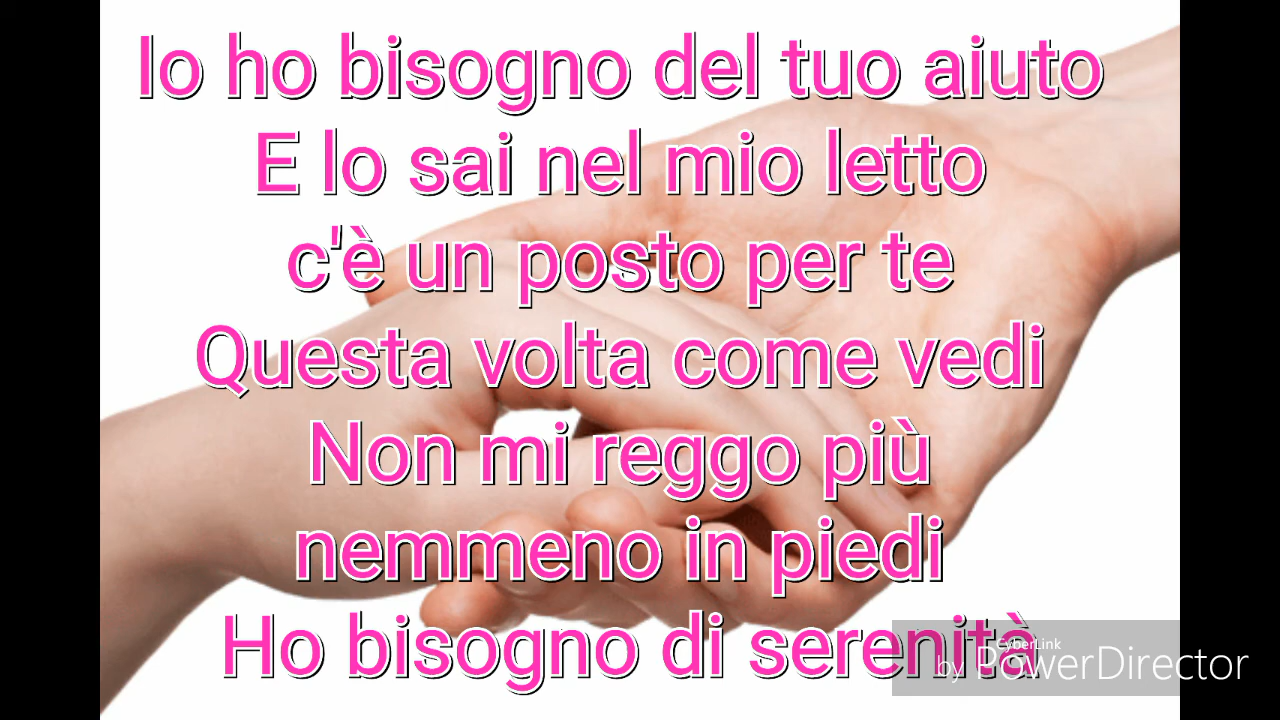 Io ho bisogno del tuo aiuto
E lo sai nel mio letto
c'è un posto per te
Questa volta come vedi
Non mi reggo più
nemmeno in piedi
Ho bisogno di serenità
CyberLink
by PowerDirector